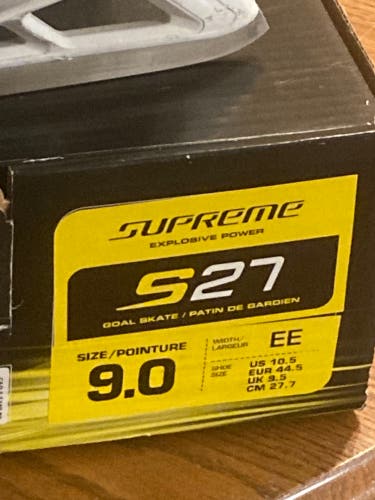 SUPREME
EXPLOSIVE POWER
S27
GOAL SKATE / PATIN DE GARDIEN
SIZE/POINTURE
9.0
WIDTH/
LARGEUR
EE
SHOE
SIZE
US 10.5
EUR 44.5
UK 9.5
CM 27.7